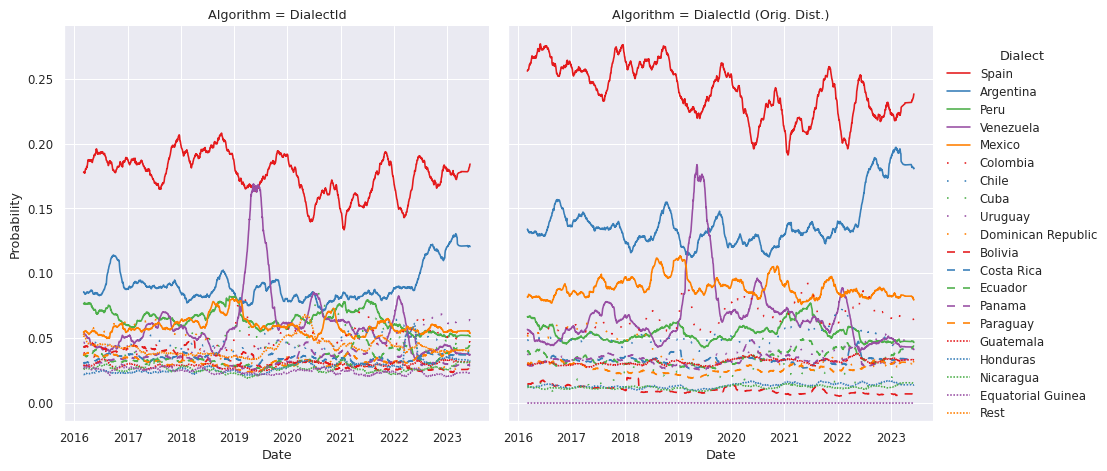 Algorithm = DialectId
Algorithm = DialectId (Orig. Dist.)
Probability
0.25
0.20
0.15
0.10
0.05
0.00
2016 2017 2018 2019 2020 2021 2022 2023
Date
2016 2017 2018 2019 2020 2021 2022 2023
Date
Dialect
Spain
Argentina
Peru
Venezuela
Mexico
Colombia
Chile
Cuba
Uruguay
Dominican Republic
Bolivia
Costa Rica
Ecuador
Panama
Paraguay
Guatemala
Honduras
Nicaragua
Equatorial Guinea
Rest